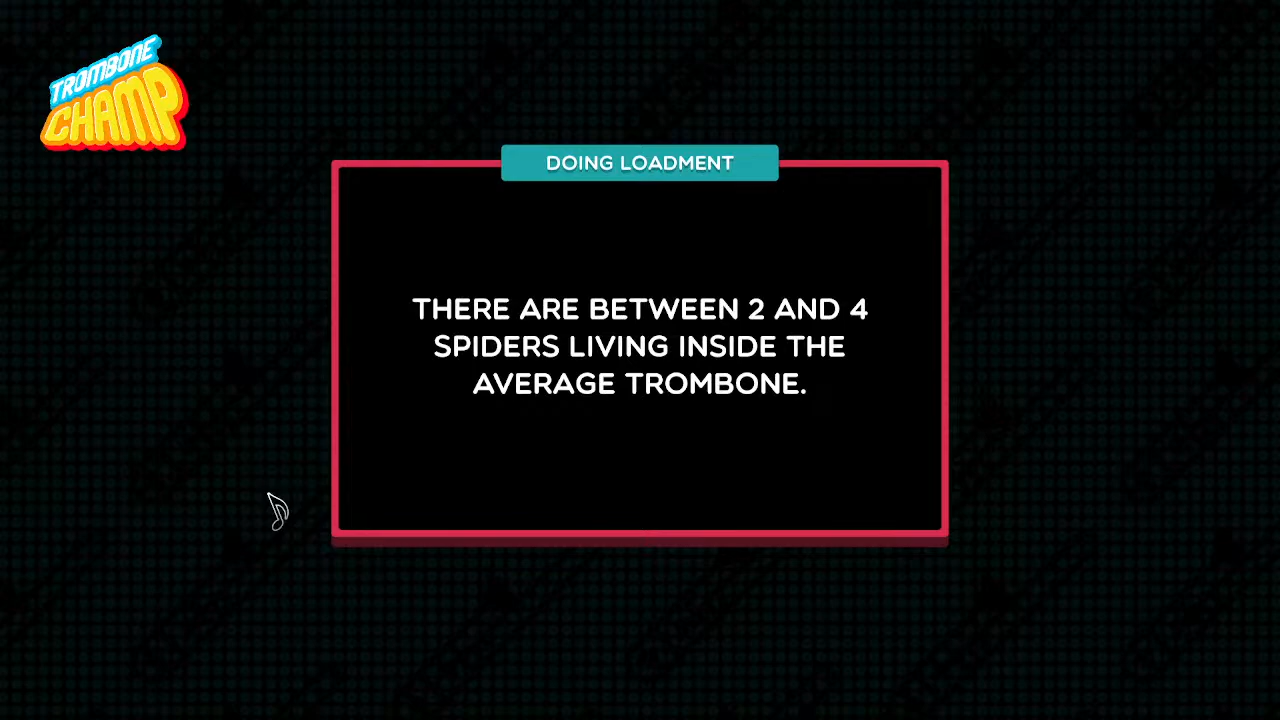 TROMBONE
CHAMP
DOING LOADMENT
THERE ARE BETWEEN 2 AND 4
SPIDERS LIVING INSIDE THE
AVERAGE TROMBONE.